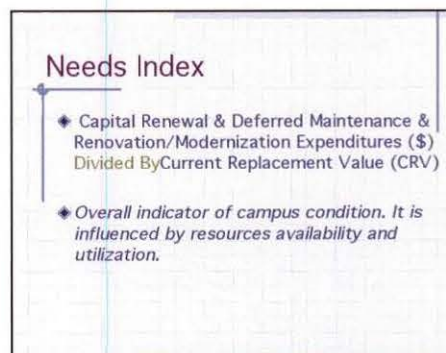 Needs Index
Capital Renewal & Deferred Maintenance &
Renovation/Modernization Expenditures ($)
Divided ByCurrent Replacement Value (CRV)
Overall indicator of campus condition. It is
influenced by resources availability and
utilization.